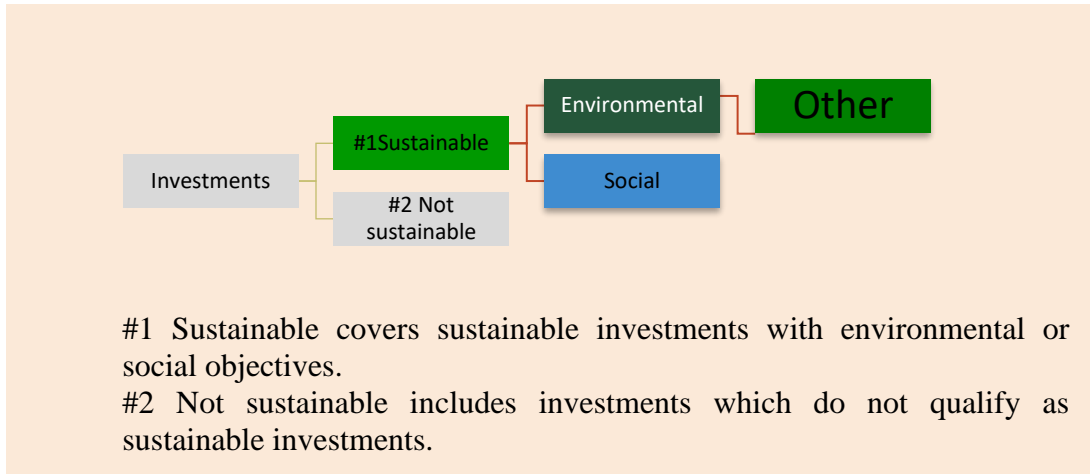 Environmental
Other
#1Sustainable
Investments
Social
#2 Not
sustainable
#1 Sustainable covers sustainable investments with environmental or
social objectives.
#2 Not sustainable includes investments which do not qualify as
sustainable investments.